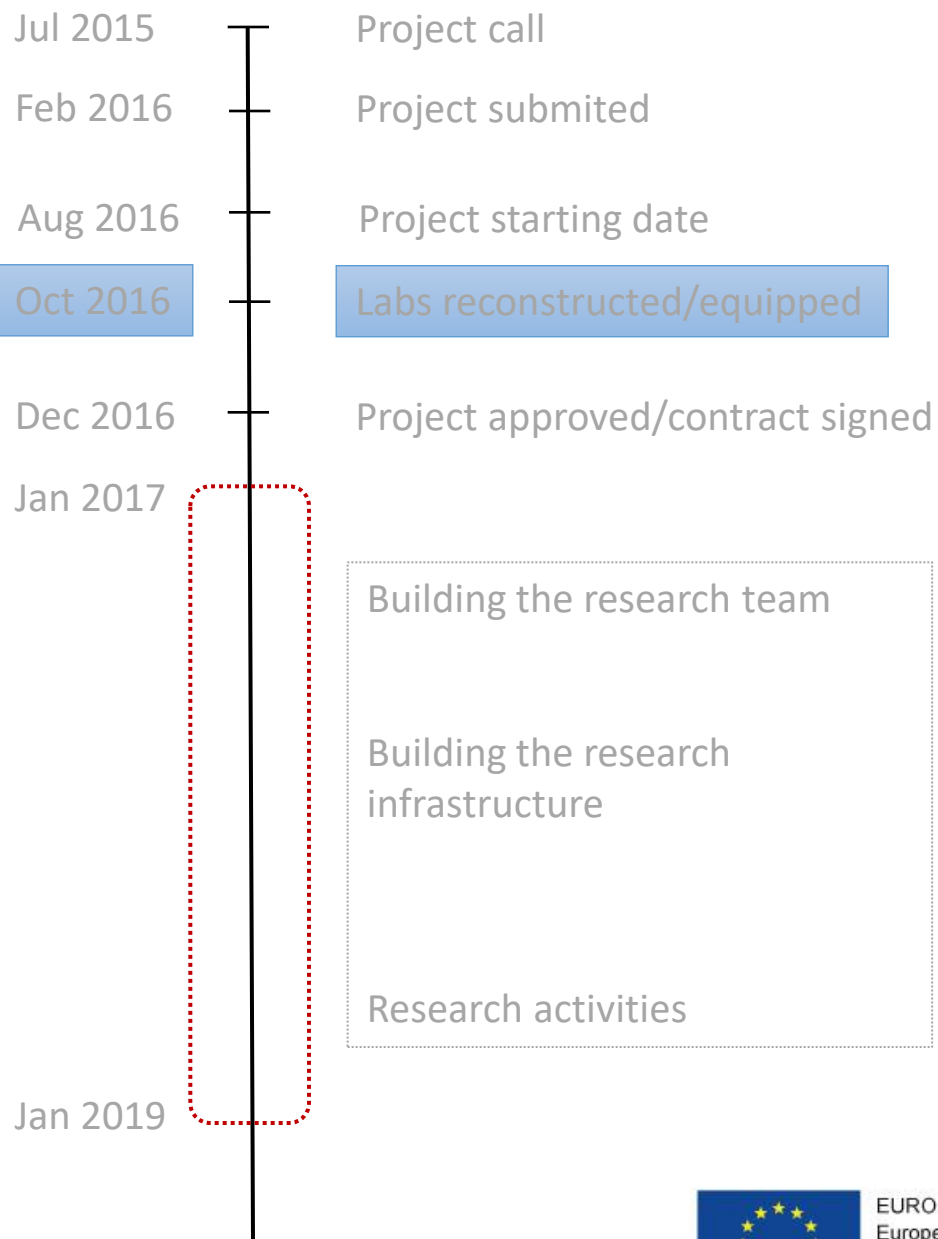 Jul 2015 Project call
Feb 2016 Project submited
Aug 2016 Project starting date
Oct 2016 Labs reconstructed/equipped
Dec 2016 Project approved/contract signed
Jan 2017
Building the research team
Building the research
infrastructure
Research activities
Jan 2019
EURO
Europe